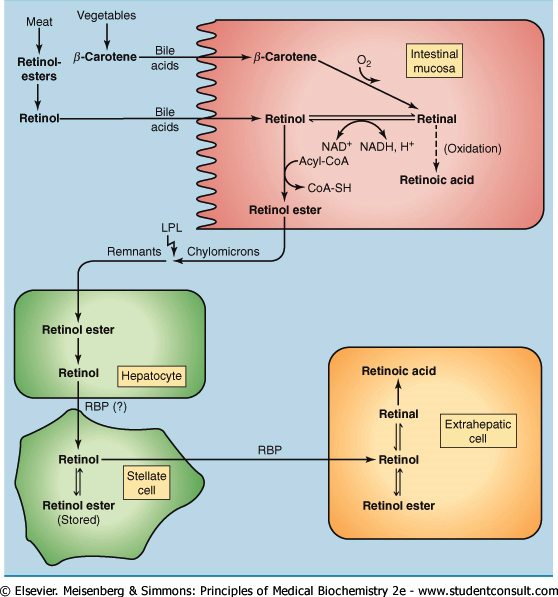 Meat
Vegetables
Retinol-
esters
β-Carotene
Bile
acids
β-Carotene
O₂
Intestinal
mucosa
Retinol
Bile
acids
Retinol
Retinal
NAD⁺
NADH, H⁺
(Oxidation)
Acyl-CoA
CoA-SH
Retinoic acid
Retinol ester
LPL
Remnants
Chylomicrons
Retinol ester
Retinol
Hepatocyte
RBP (?)
Retinol
Stellate
cell
Retinol ester
(Stored)
RBP
Retinoic acid
Retinal
Extrahepatic
cell
Retinol
Retinol ester
© Elsevier. Meisenberg & Simmons: Principles of Medical Biochemistry 2e - www.studentconsult.com